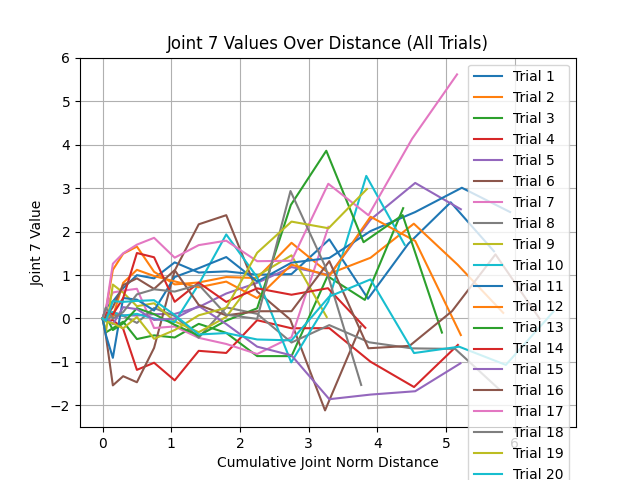 Joint 7 Values Over Distance (All Trials)
Joint 7 Value
6
5
4
3
2
1
0
−1
−2
0
1
2
3
4
5
6
Cumulative Joint Norm Distance
Trial 1
Trial 2
Trial 3
Trial 4
Trial 5
Trial 6
Trial 7
Trial 8
Trial 9
Trial 10
Trial 11
Trial 12
Trial 13
Trial 14
Trial 15
Trial 16
Trial 17
Trial 18
Trial 19
Trial 20